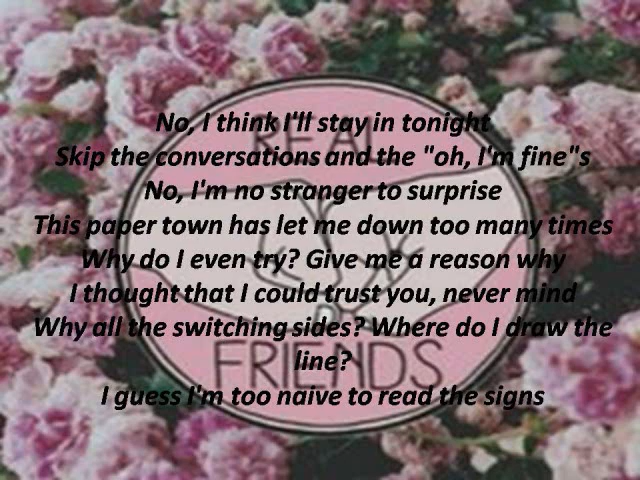 No, I think I'll stay in tonight
REAL
Skip the conversations and the "oh, I'm fine"s
No, I'm no stranger to surprise
This paper town has let me down too many times
Why do I even try? Give me a reason why
I thought that I could trust you, never mind
Why all the switching sides? Where do I draw the
line?
FRIENDS
I guess I'm too naive to read the signs